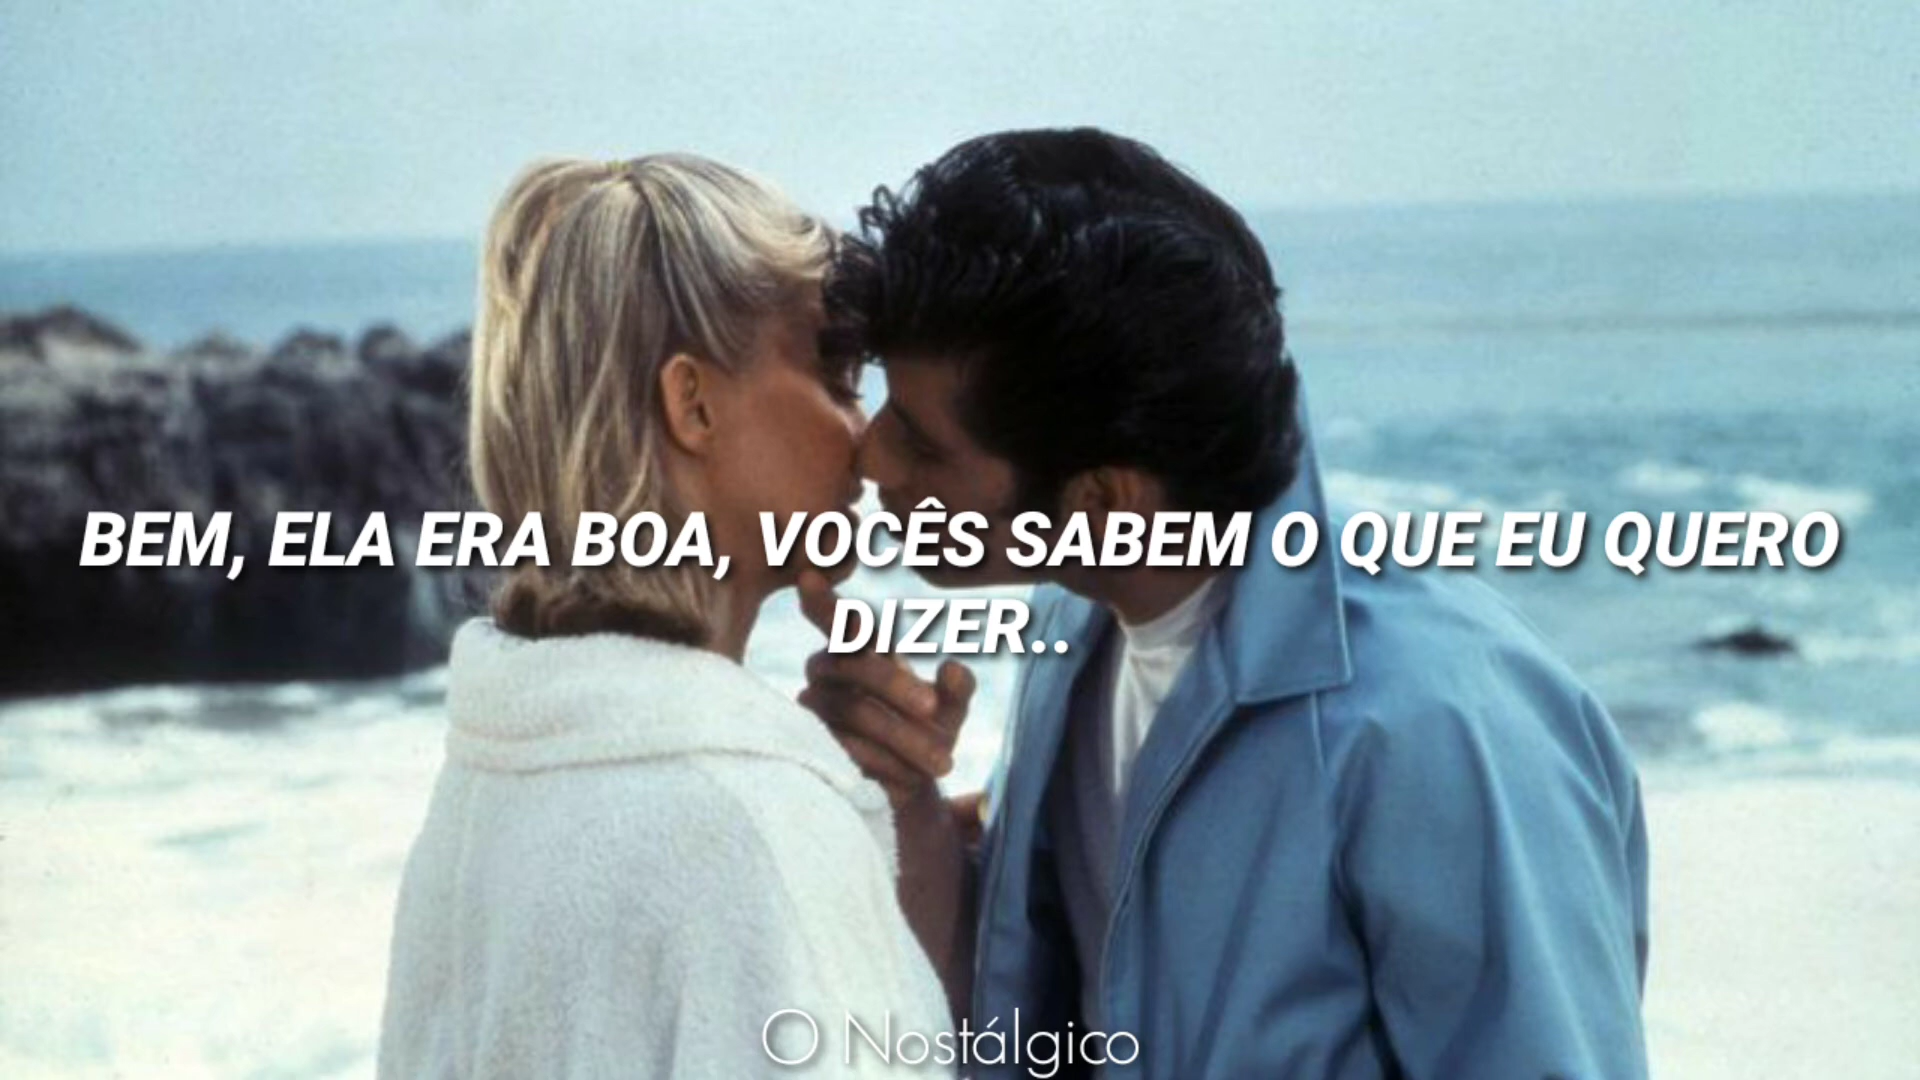 BEM, ELA ERA BOA, VOCÊS SABEM O QUE EU QUERO
DIZER..
O Nostálgico